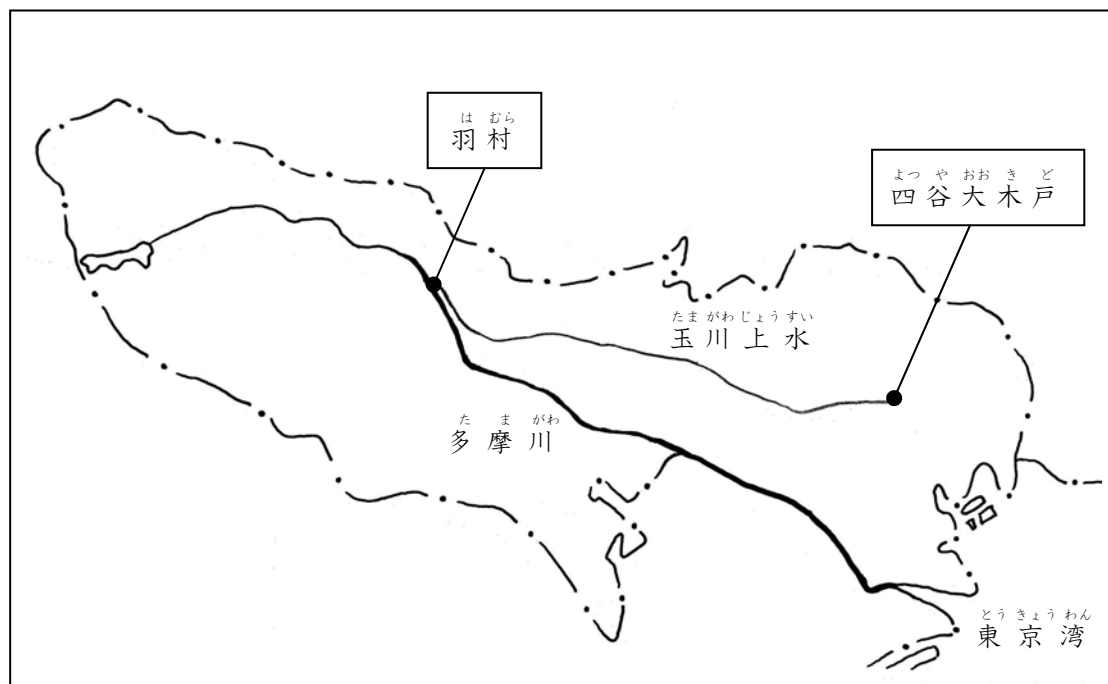 は むら
羽村
よつ や おお き ど
四谷大木戸
たま がわ じょう すい
玉川上水
た ま がわ
多摩川
とう きょう わん
東京湾